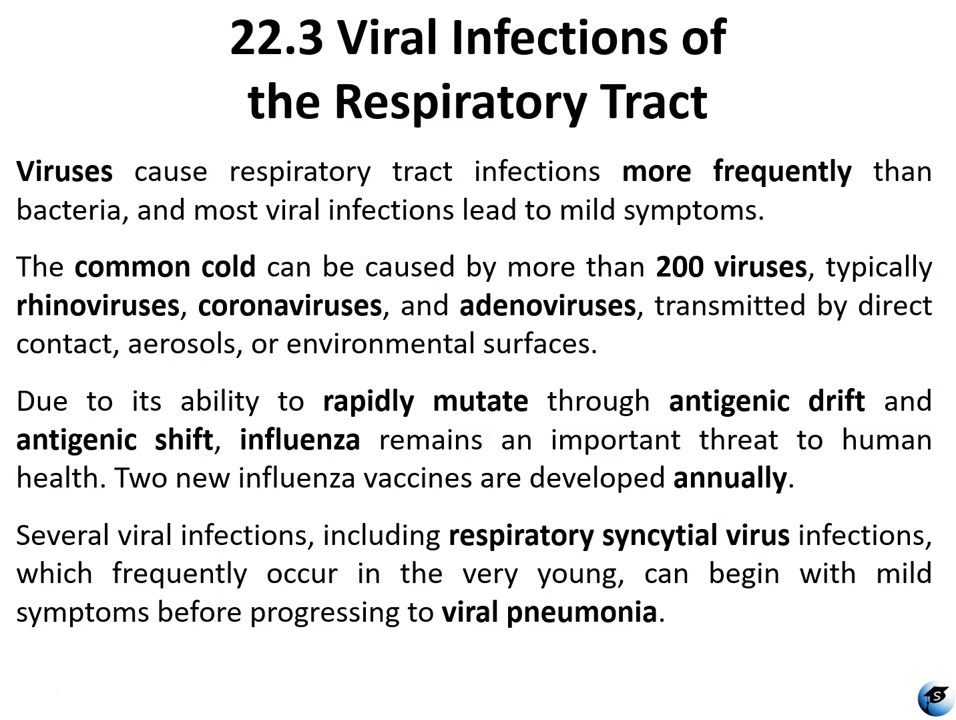 22.3 Viral Infections of
the Respiratory Tract
Viruses cause respiratory tract infections more frequently than
bacteria, and most viral infections lead to mild symptoms.
The common cold can be caused by more than 200 viruses, typically
rhinoviruses, coronaviruses, and adenoviruses, transmitted by direct
contact, aerosols, or environmental surfaces.
Due to its ability to rapidly mutate through antigenic drift and
antigenic shift, influenza remains an important threat to human
health. Two new influenza vaccines are developed annually.
Several viral infections, including respiratory syncytial virus infections,
which frequently occur in the very young, can begin with mild
symptoms before progressing to viral pneumonia.
S